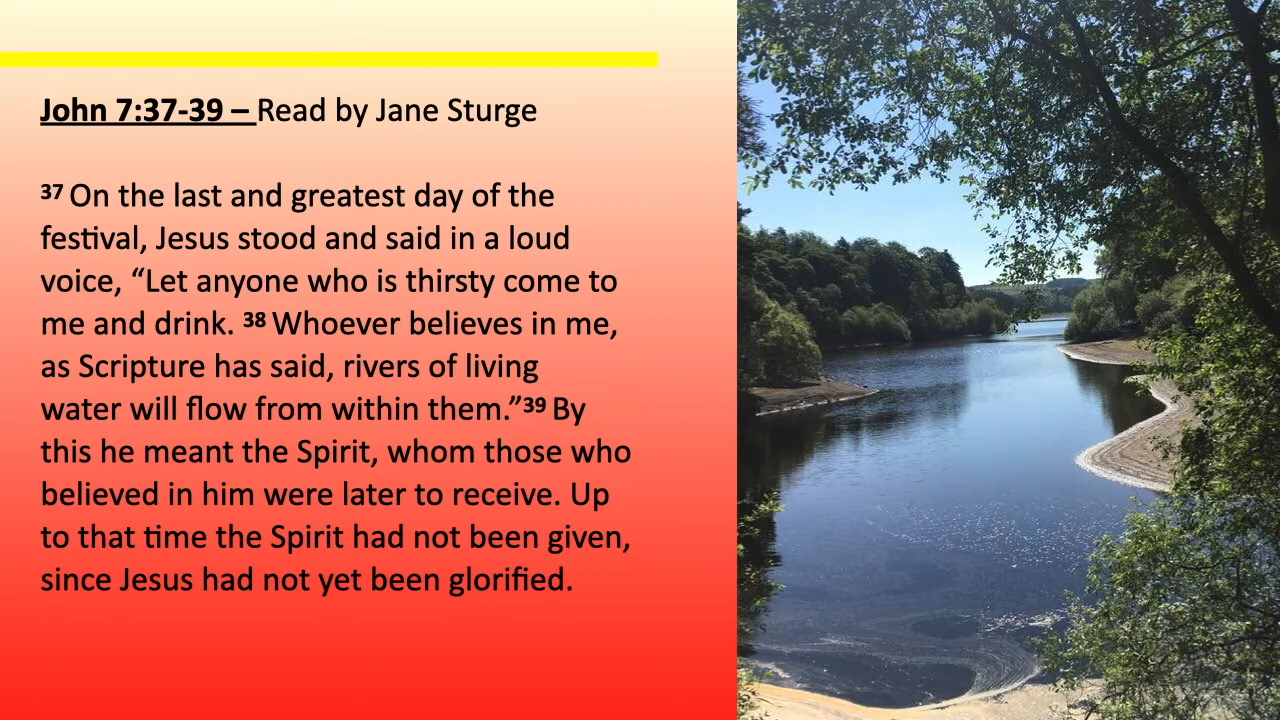 John 7:37-39 – Read by Jane Sturge
37 On the last and greatest day of the
festival, Jesus stood and said in a loud
voice, “Let anyone who is thirsty come to
me and drink. 38 Whoever believes in me,
as Scripture has said, rivers of living
water will flow from within them.”39 By
this he meant the Spirit, whom those who
believed in him were later to receive. Up
to that time the Spirit had not been given,
since Jesus had not yet been glorified.